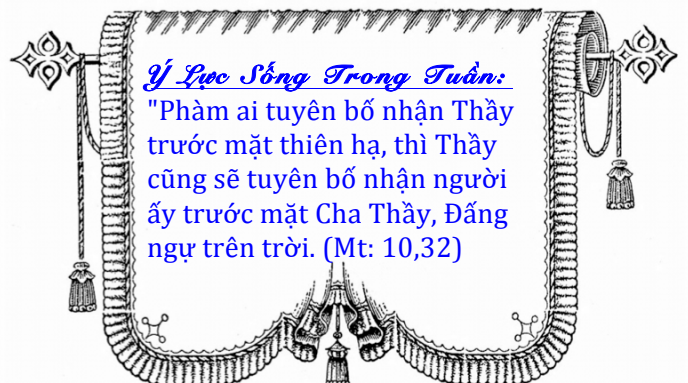 Ý Lực Sống Trong Tuần:
"Phàm ai tuyên bố nhận Thầy
trước mặt thiên hạ, thì Thầy
cũng sẽ tuyên bố nhận người
ấy trước mặt Cha Thầy, Đấng
ngự trên trời. (Mt: 10,32)